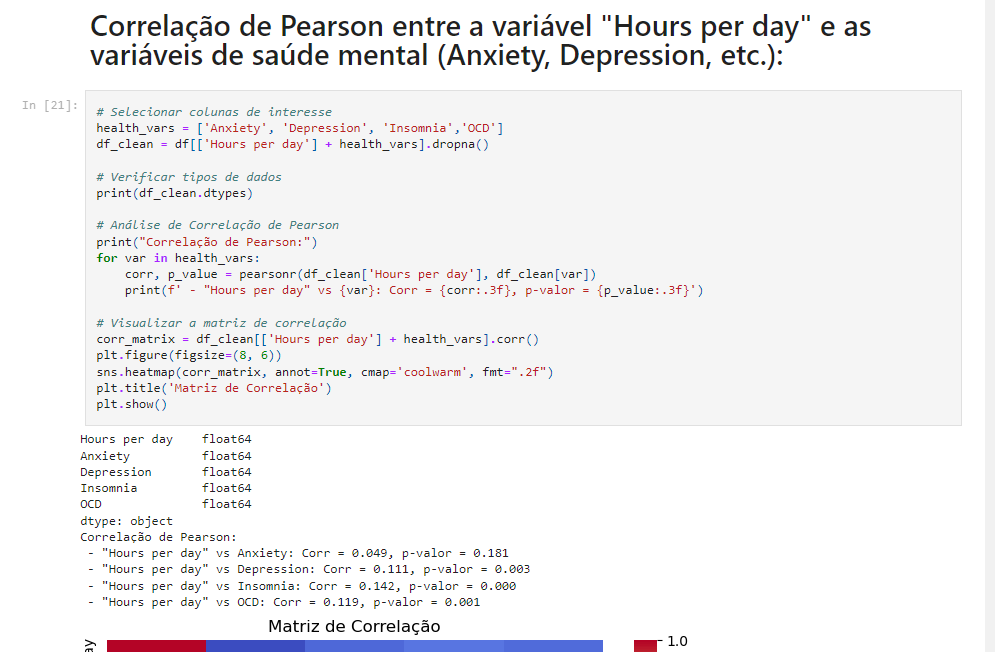 Correlação de Pearson entre a variável "Hours per day" e as
variáveis de saúde mental (Anxiety, Depression, etc.):
In [21]:
# Selecionar colunas de interesse
health_vars = ['Anxiety', 'Depression', 'Insomnia','OCD']
df_clean = df[['Hours per day'] + health_vars].dropna()
# Verificar tipos de dados
print(df_clean.dtypes)
# Análise de Correlação de Pearson
print("Correlação de Pearson:")
for var in health_vars:
    corr, p_value = pearsonr(df_clean['Hours per day'], df_clean[var])
    print(f' - "Hours per day" vs {var}: Corr = {corr:.3f}, p-valor = {p_value:.3f}')
# Visualizar a matriz de correlação
corr_matrix = df_clean[['Hours per day'] + health_vars].corr()
plt.figure(figsize=(8, 6))
sns.heatmap(corr_matrix, annot=True, cmap='coolwarm', fmt=".2f")
plt.title('Matriz de Correlação')
plt.show()
Hours per day    float64
Anxiety          float64
Depression       float64
Insomnia         float64
OCD              float64
dtype: object
Correlação de Pearson:
 - "Hours per day" vs Anxiety: Corr = 0.049, p-valor = 0.181
 - "Hours per day" vs Depression: Corr = 0.111, p-valor = 0.003
 - "Hours per day" vs Insomnia: Corr = 0.142, p-valor = 0.000
 - "Hours per day" vs OCD: Corr = 0.119, p-valor = 0.001
Matriz de Correlação
1.0